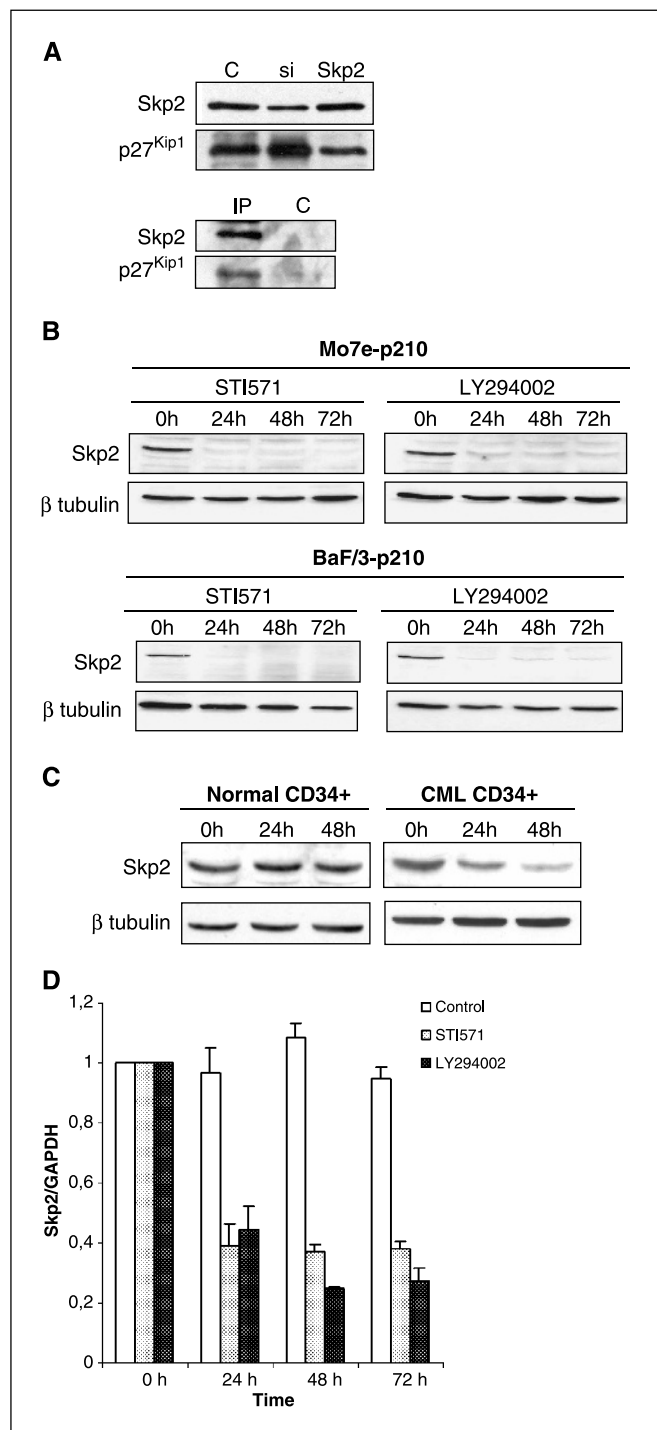 A
C si Skp2
Skp2
p27Kip1
IP C
Skp2
p27Kip1
B
Mo7e-p210
STI571 LY294002
0h 24h 48h 72h 0h 24h 48h 72h
Skp2
β tubulin
BaF/3-p210
STI571 LY294002
0h 24h 48h 72h 0h 24h 48h 72h
Skp2
β tubulin
C
Normal CD34+ CML CD34+
0h 24h 48h 0h 24h 48h
Skp2
β tubulin
D
1,2
1
0,8
0,6
0,4
0,2
0
Skp2/GAPDH
Control
STI571
LY294002
0 h 24 h 48 h 72 h
Time